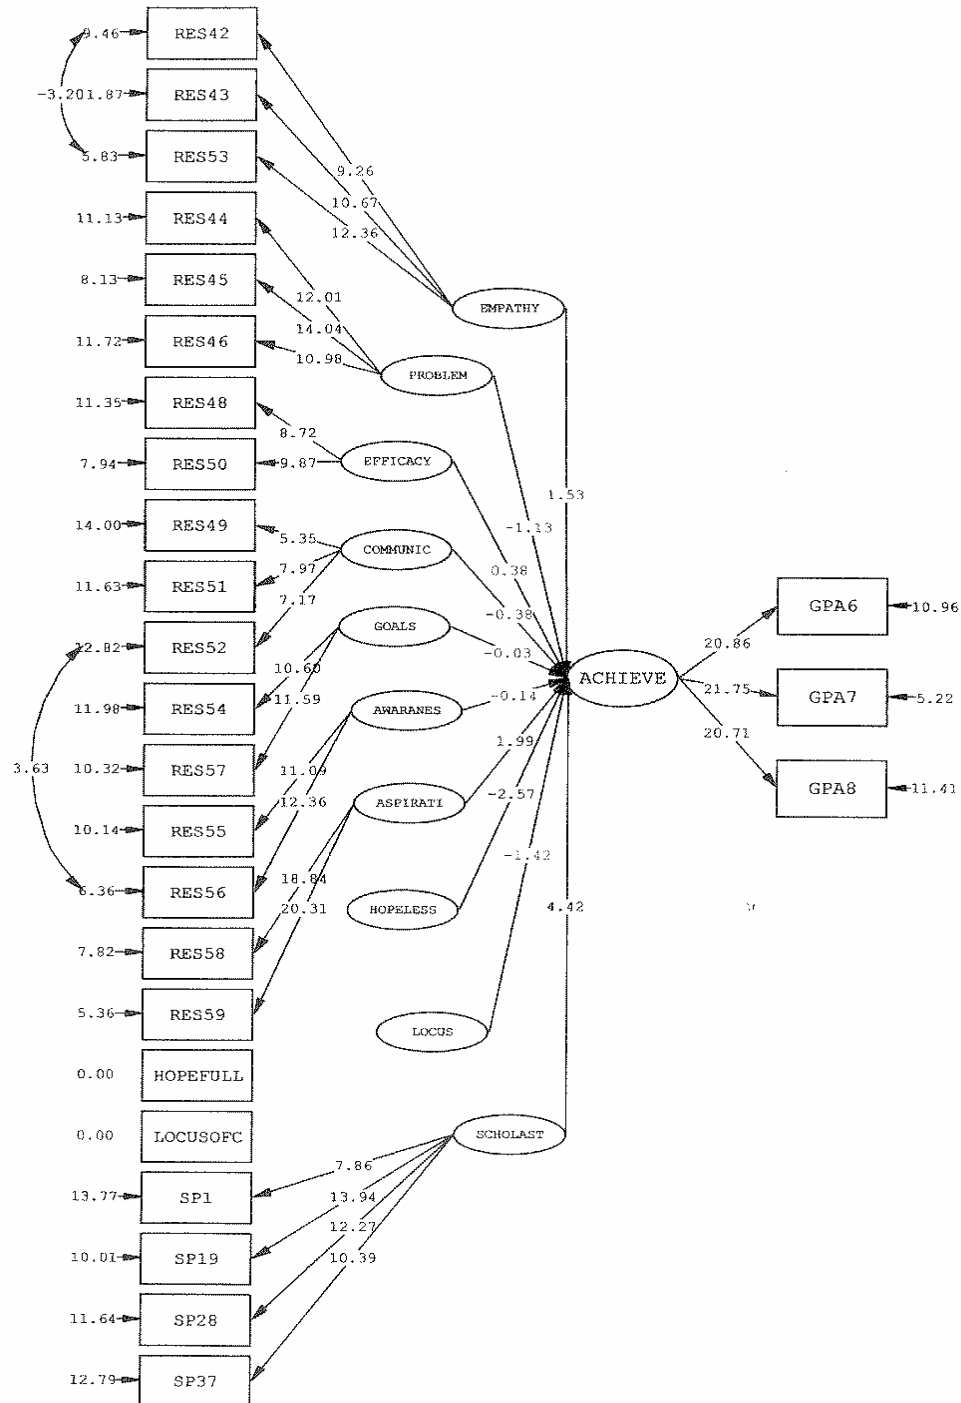 9.46 RES42
-3.201.87 RES43
5.83 RES53
9.26
10.67
12.36
11.13 RES44
8.13 RES45
12.01
EMPATHY
14.04
11.72 RES46
10.98
PROBLEM
11.35 RES48
8.72
7.94 RES50
9.87
EFFICACY
1.53
14.00 RES49
5.35
-1.13
COMMUNIC
7.97
0.38
11.63 RES51
7.17
-0.38
GPA6
10.96
GOALS
12.82 RES52
20.86
-0.03
10.60
ACHIEVE
21.75
11.59
-0.14
GPA7
5.22
11.98 RES54
AWARANES
20.71
1.99
3.63
10.32 RES57
11.09
-2.57
GPA8
11.41
12.36
ASPIRATI
10.14 RES55
-1.42
18.84
6.36 RES56
20.31
HOPELESS
4.42
7.82 RES58
5.36 RES59
LOCUS
0.00 HOPEFULL
0.00 LOCUSOFC
SCHOLAST
7.86
13.77 SP1
13.94
12.27
10.01 SP19
10.39
11.64 SP28
12.79 SP37